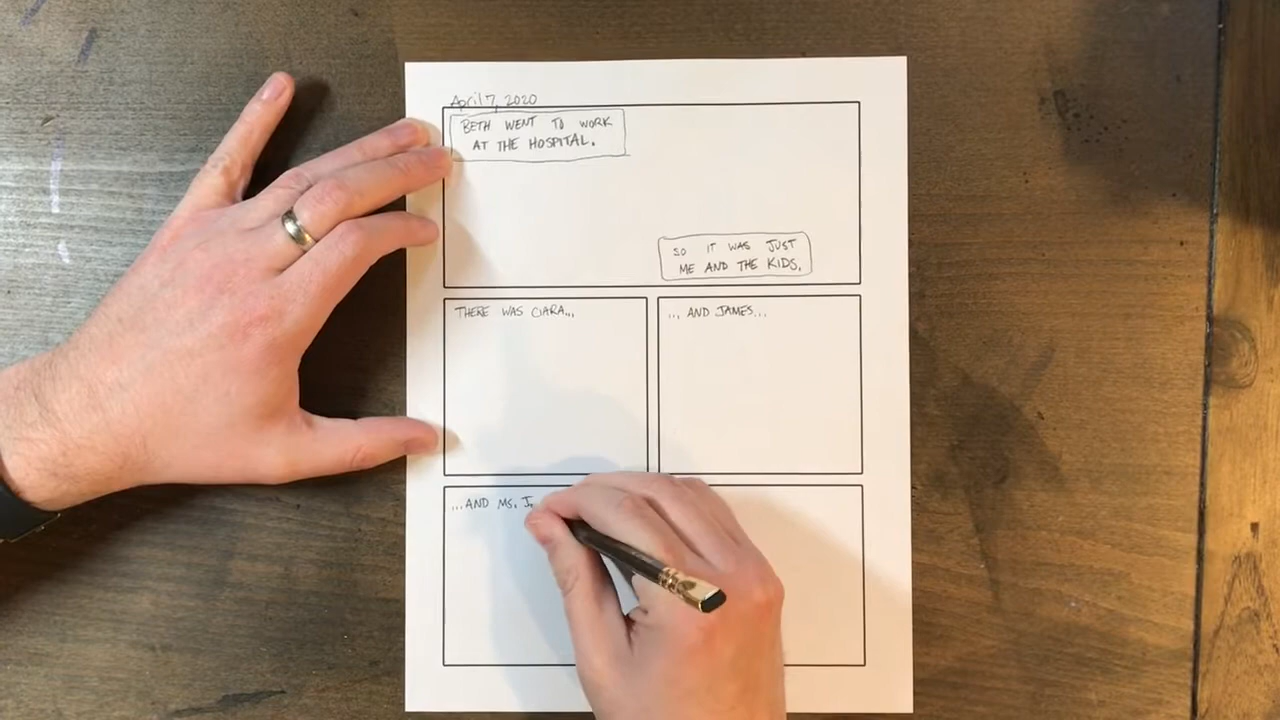 April 7, 2020
BETH WENT TO WORK
AT THE HOSPITAL.
SO IT WAS JUST
ME AND THE KIDS.
THERE WAS CIARA...
... AND JAMES...
...AND MS. J.